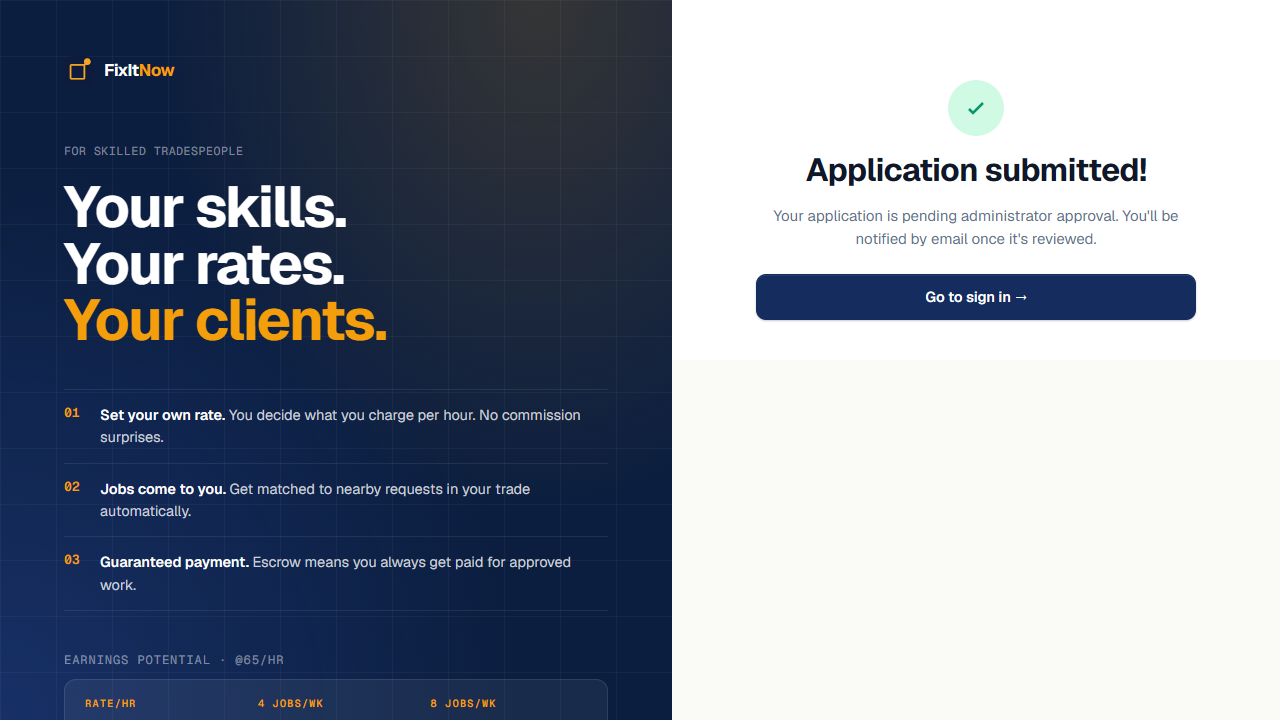 FixItNow
FOR SKILLED TRADESPEOPLE
Your skills.
Your rates.
Your clients.
01
Set your own rate. You decide what you charge per hour. No commission
surprises.
02
Jobs come to you. Get matched to nearby requests in your trade
automatically.
03
Guaranteed payment. Escrow means you always get paid for approved
work.
EARNINGS POTENTIAL · @65/HR
RATE/HR
4 JOBS/WK
8 JOBS/WK
Application submitted!
Your application is pending administrator approval. You'll be
notified by email once it's reviewed.
Go to sign in →